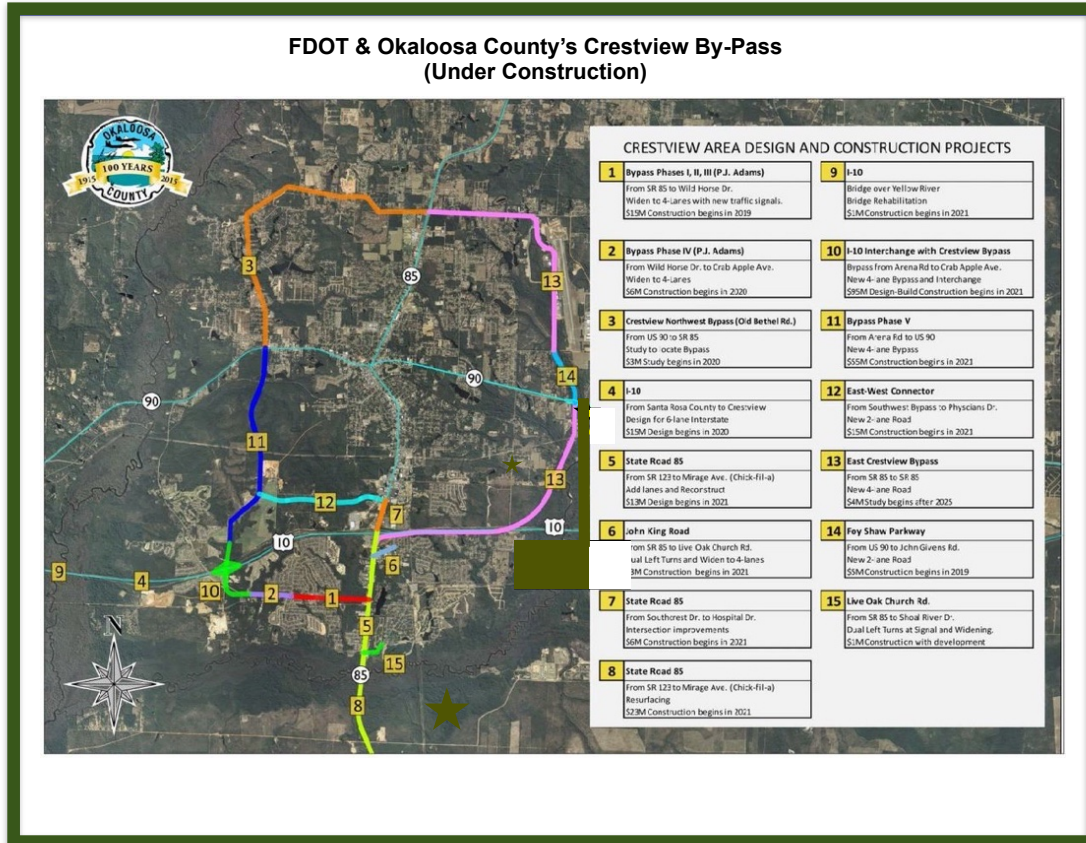 FDOT & Okaloosa County's Crestview By-Pass
(Under Construction)
OKALOOSA
1915 100 YEARS 2015
COUNTY
3
85
13
90
90
14
11
13
12
7
10
10
6
9
4
10
2
1
5
15
85
8
N
CRESTVIEW AREA DESIGN AND CONSTRUCTION PROJECTS
1 Bypass Phases I, II, III (P.J. Adams)
From SR 85 to Wild Horse Dr.
Widen to 4-Lanes with new traffic signals.
$15M Construction begins in 2019
2 Bypass Phase IV (P.J. Adams)
From Wild Horse Dr. to Crab Apple Ave.
Widen to 4-Lanes
$6M Construction begins in 2020
3 Crestview Northwest Bypass (Old Bethel Rd.)
From US 90 to SR 85
Study to locate Bypass
$3M Study begins in 2020
4 I-10
From Santa Rosa County to Crestview
Design for 6-lane Interstate
$15M Design begins in 2020
5 State Road 85
From SR 123 to Mirage Ave. (Chick-fil-a)
Add lanes and Reconstruct
$13M Design begins in 2021
6 John King Road
rom SR 85 to Live Oak Church Rd.
ual Left Turns and Widen to 4-lanes
3M Construction begins in 2021
7 State Road 85
From Southcrest Dr. to Hospital Dr.
Intersection improvements
$6M Construction begins in 2021
8 State Road 85
From SR 123 to Mirage Ave. (Chick-fil-a)
Resurfacing
$23M Construction begins in 2021
9 I-10
Bridge over Yellow River
Bridge Rehabilitation
$1M Construction begins in 2021
10 I-10 Interchange with Crestview Bypass
Bypass from Arena Rd to Crab Apple Ave.
New 4-lane Bypass and Interchange
$95M Design-Build Construction begins in 2021
11 Bypass Phase V
From Arena Rd to US 90
New 4-lane Bypass
$55M Construction begins in 2021
12 East-West Connector
From Southwest Bypass to Physcians Dr.
New 2-lane Road
$15M Construction begins in 2021
13 East Crestview Bypass
From SR 85 to SR 85
New 4-lane Road
$4M Study begins after 2025
14 Foy Shaw Parkway
From US 90 to John Givens Rd.
New 2-lane Road
$5M Construction begins in 2019
15 Live Oak Church Rd.
From SR 85 to Shoal River Dr.
Dual Left Turns at Signal and Widening.
$1M Construction with development